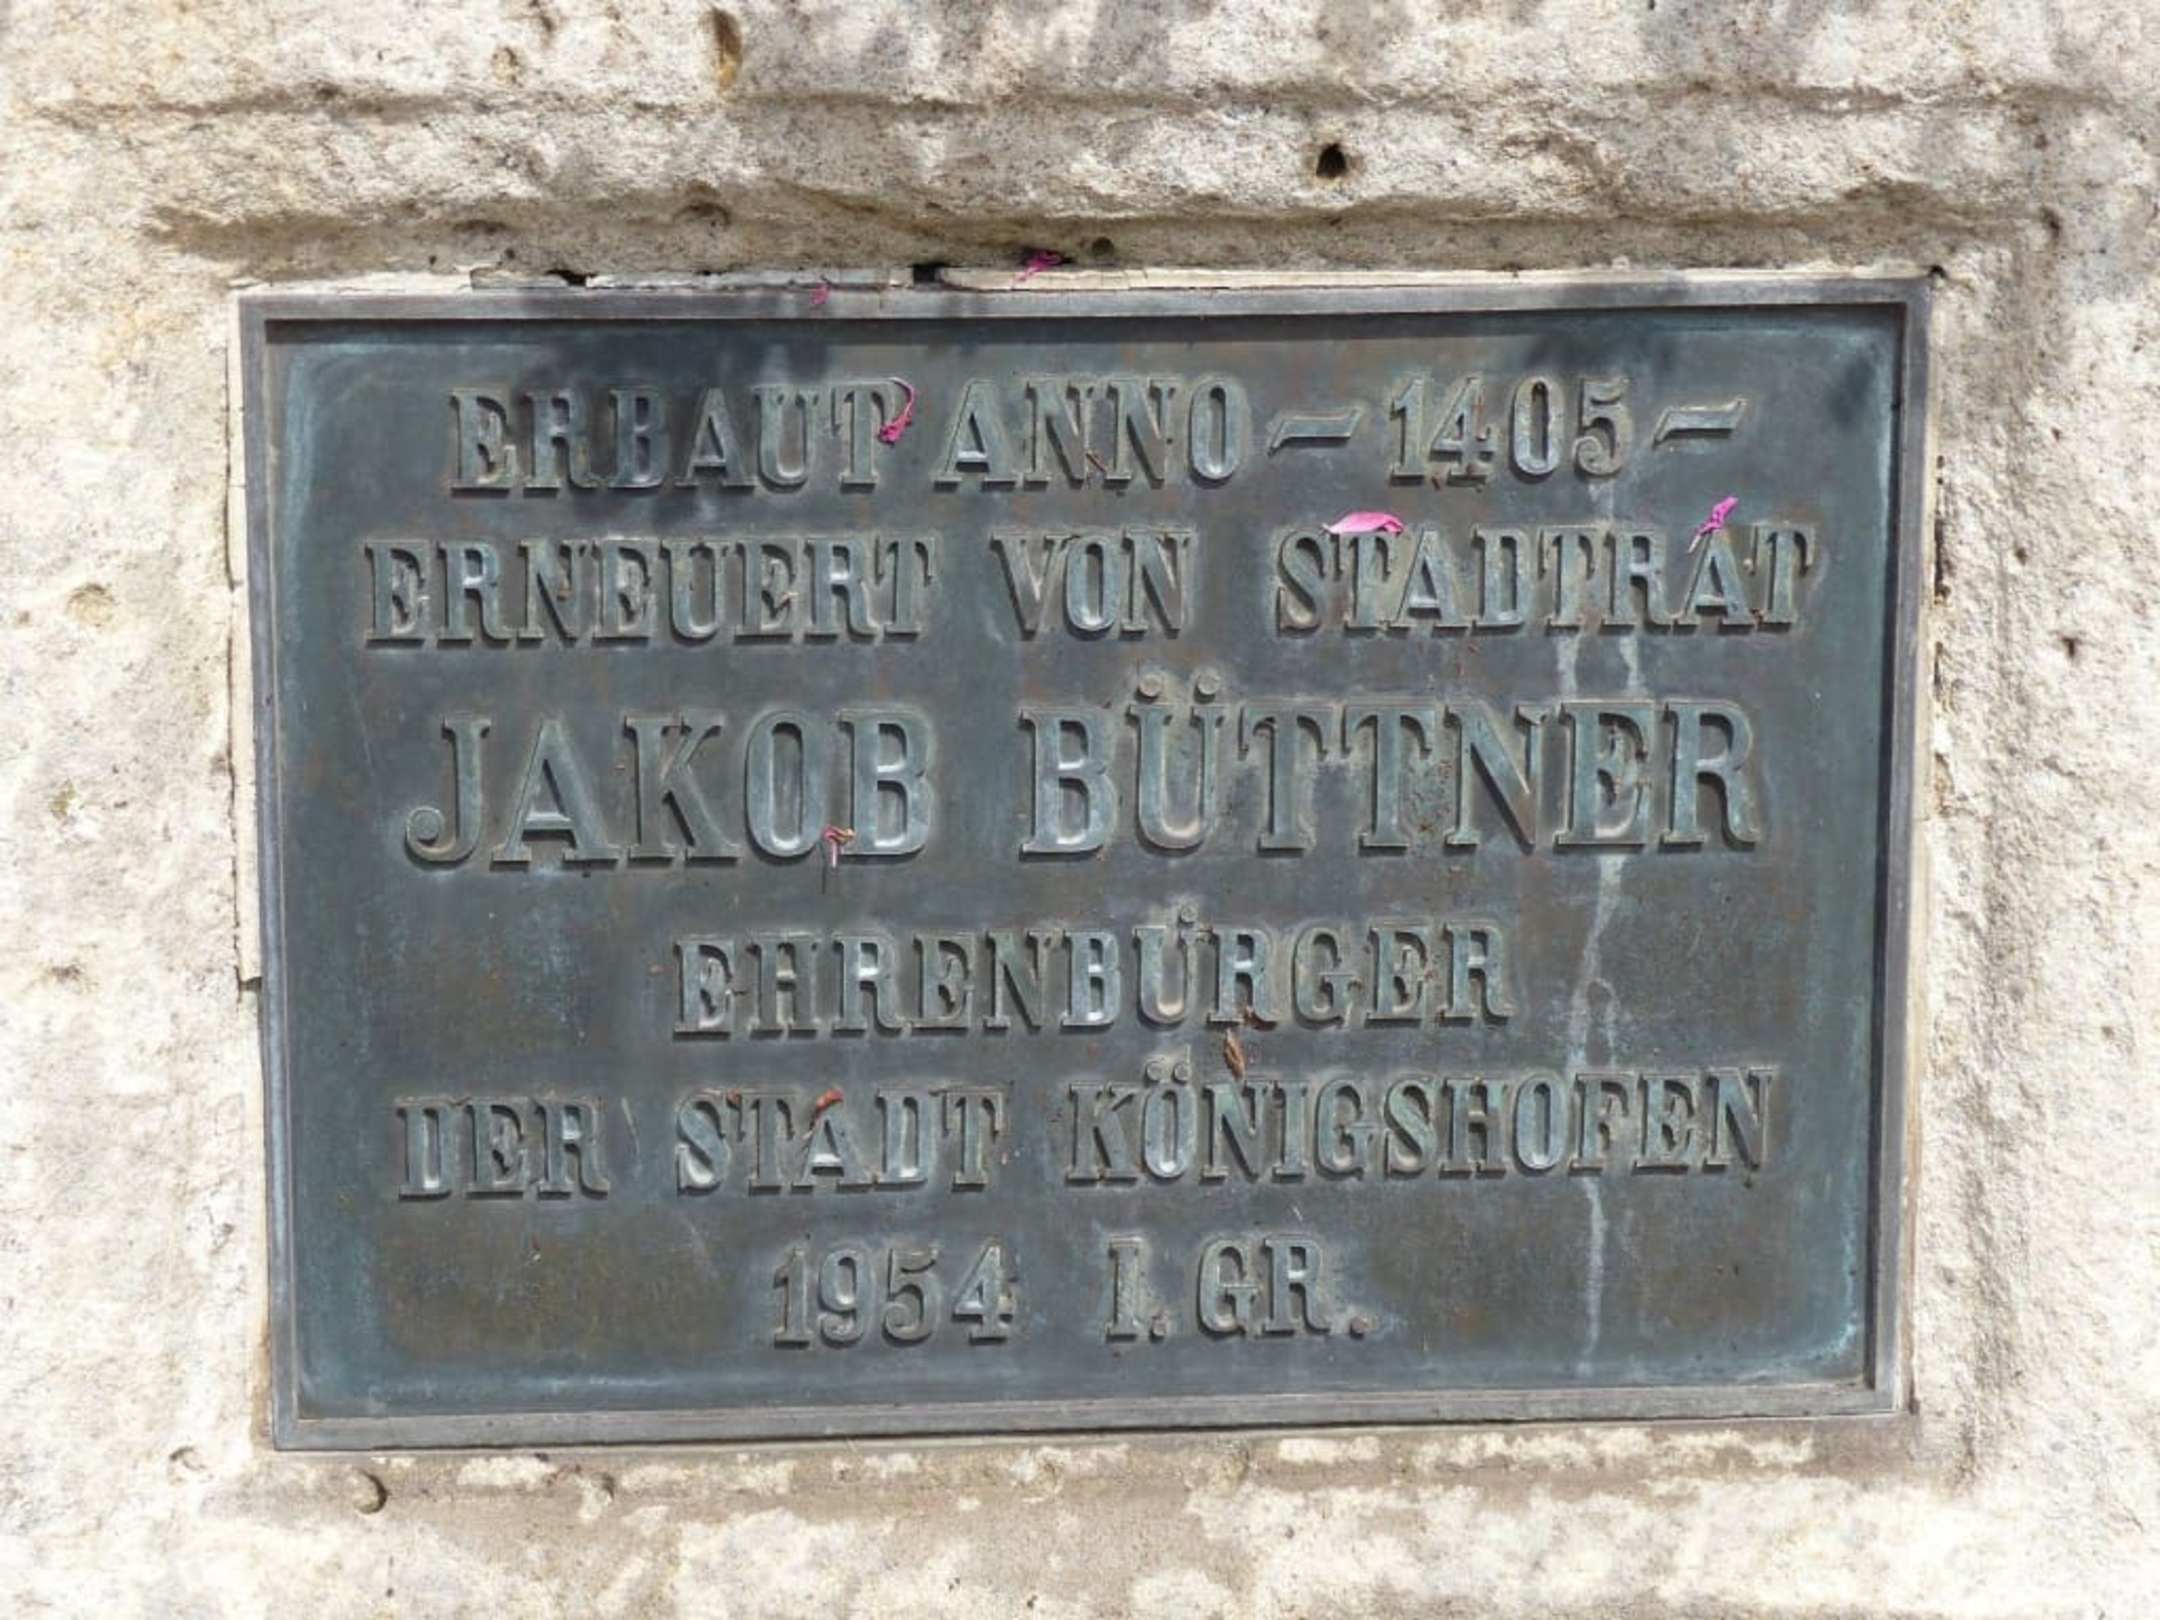 ERBAUT ANNO – 1405 –
ERNEUERT VON STADTRAT
JAKOB BÜTTNER
EHRENBÜRGER
DER STADT KÖNIGSHOFEN
1954 I. GR.